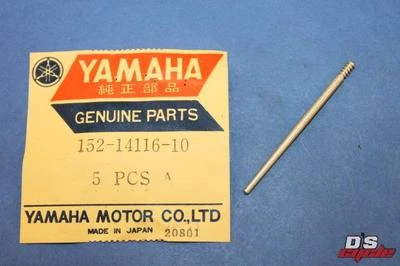 YAMAHA
純正部品
GENUINE PARTS
152-14116-10
5 PCS A
YAMAHA MOTOR CO.,LTD
MADE IN JAPAN 20801
D'S
cycle